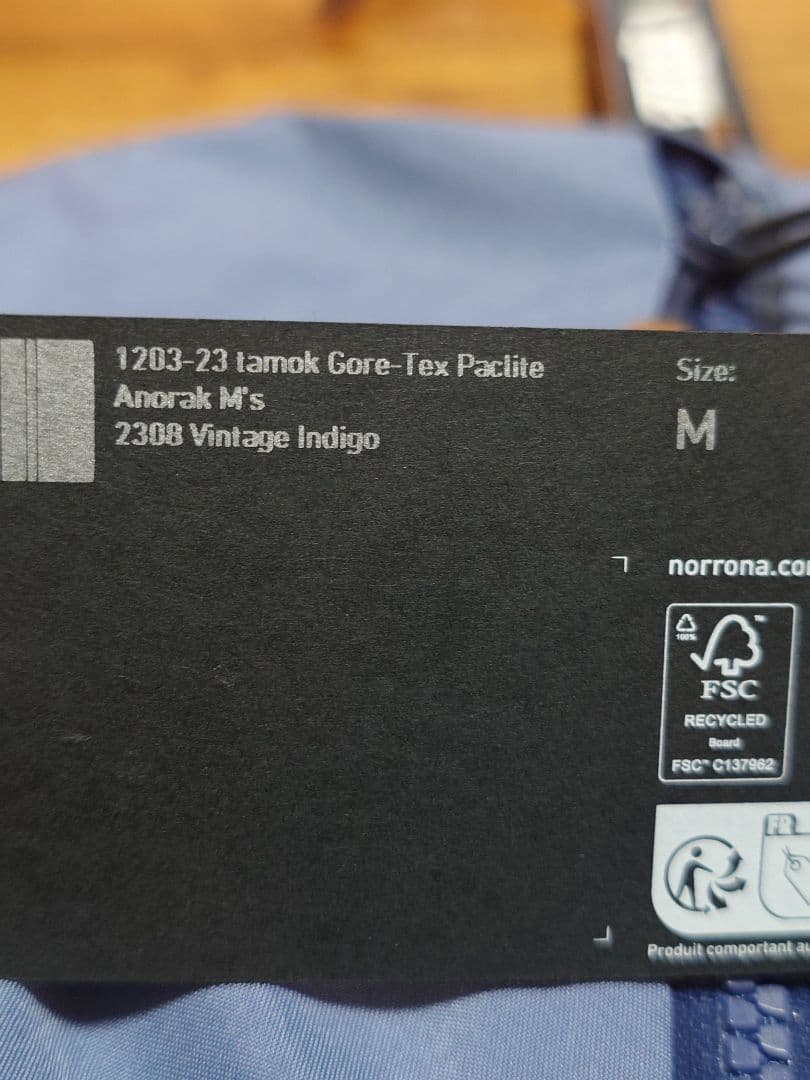 1203-23 tamok Gore-Tex Paclite
Anorak M's
2308 Vintage Indigo
Size:
M
norrona.co
100%
FSC
RECYCLED
Board
FSC™ C137962
FR
Produit comportant